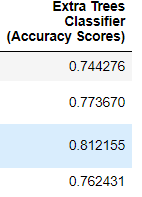 Extra Trees
Classifier
(Accuracy Scores)
0.744276
0.773670
0.812155
0.762431